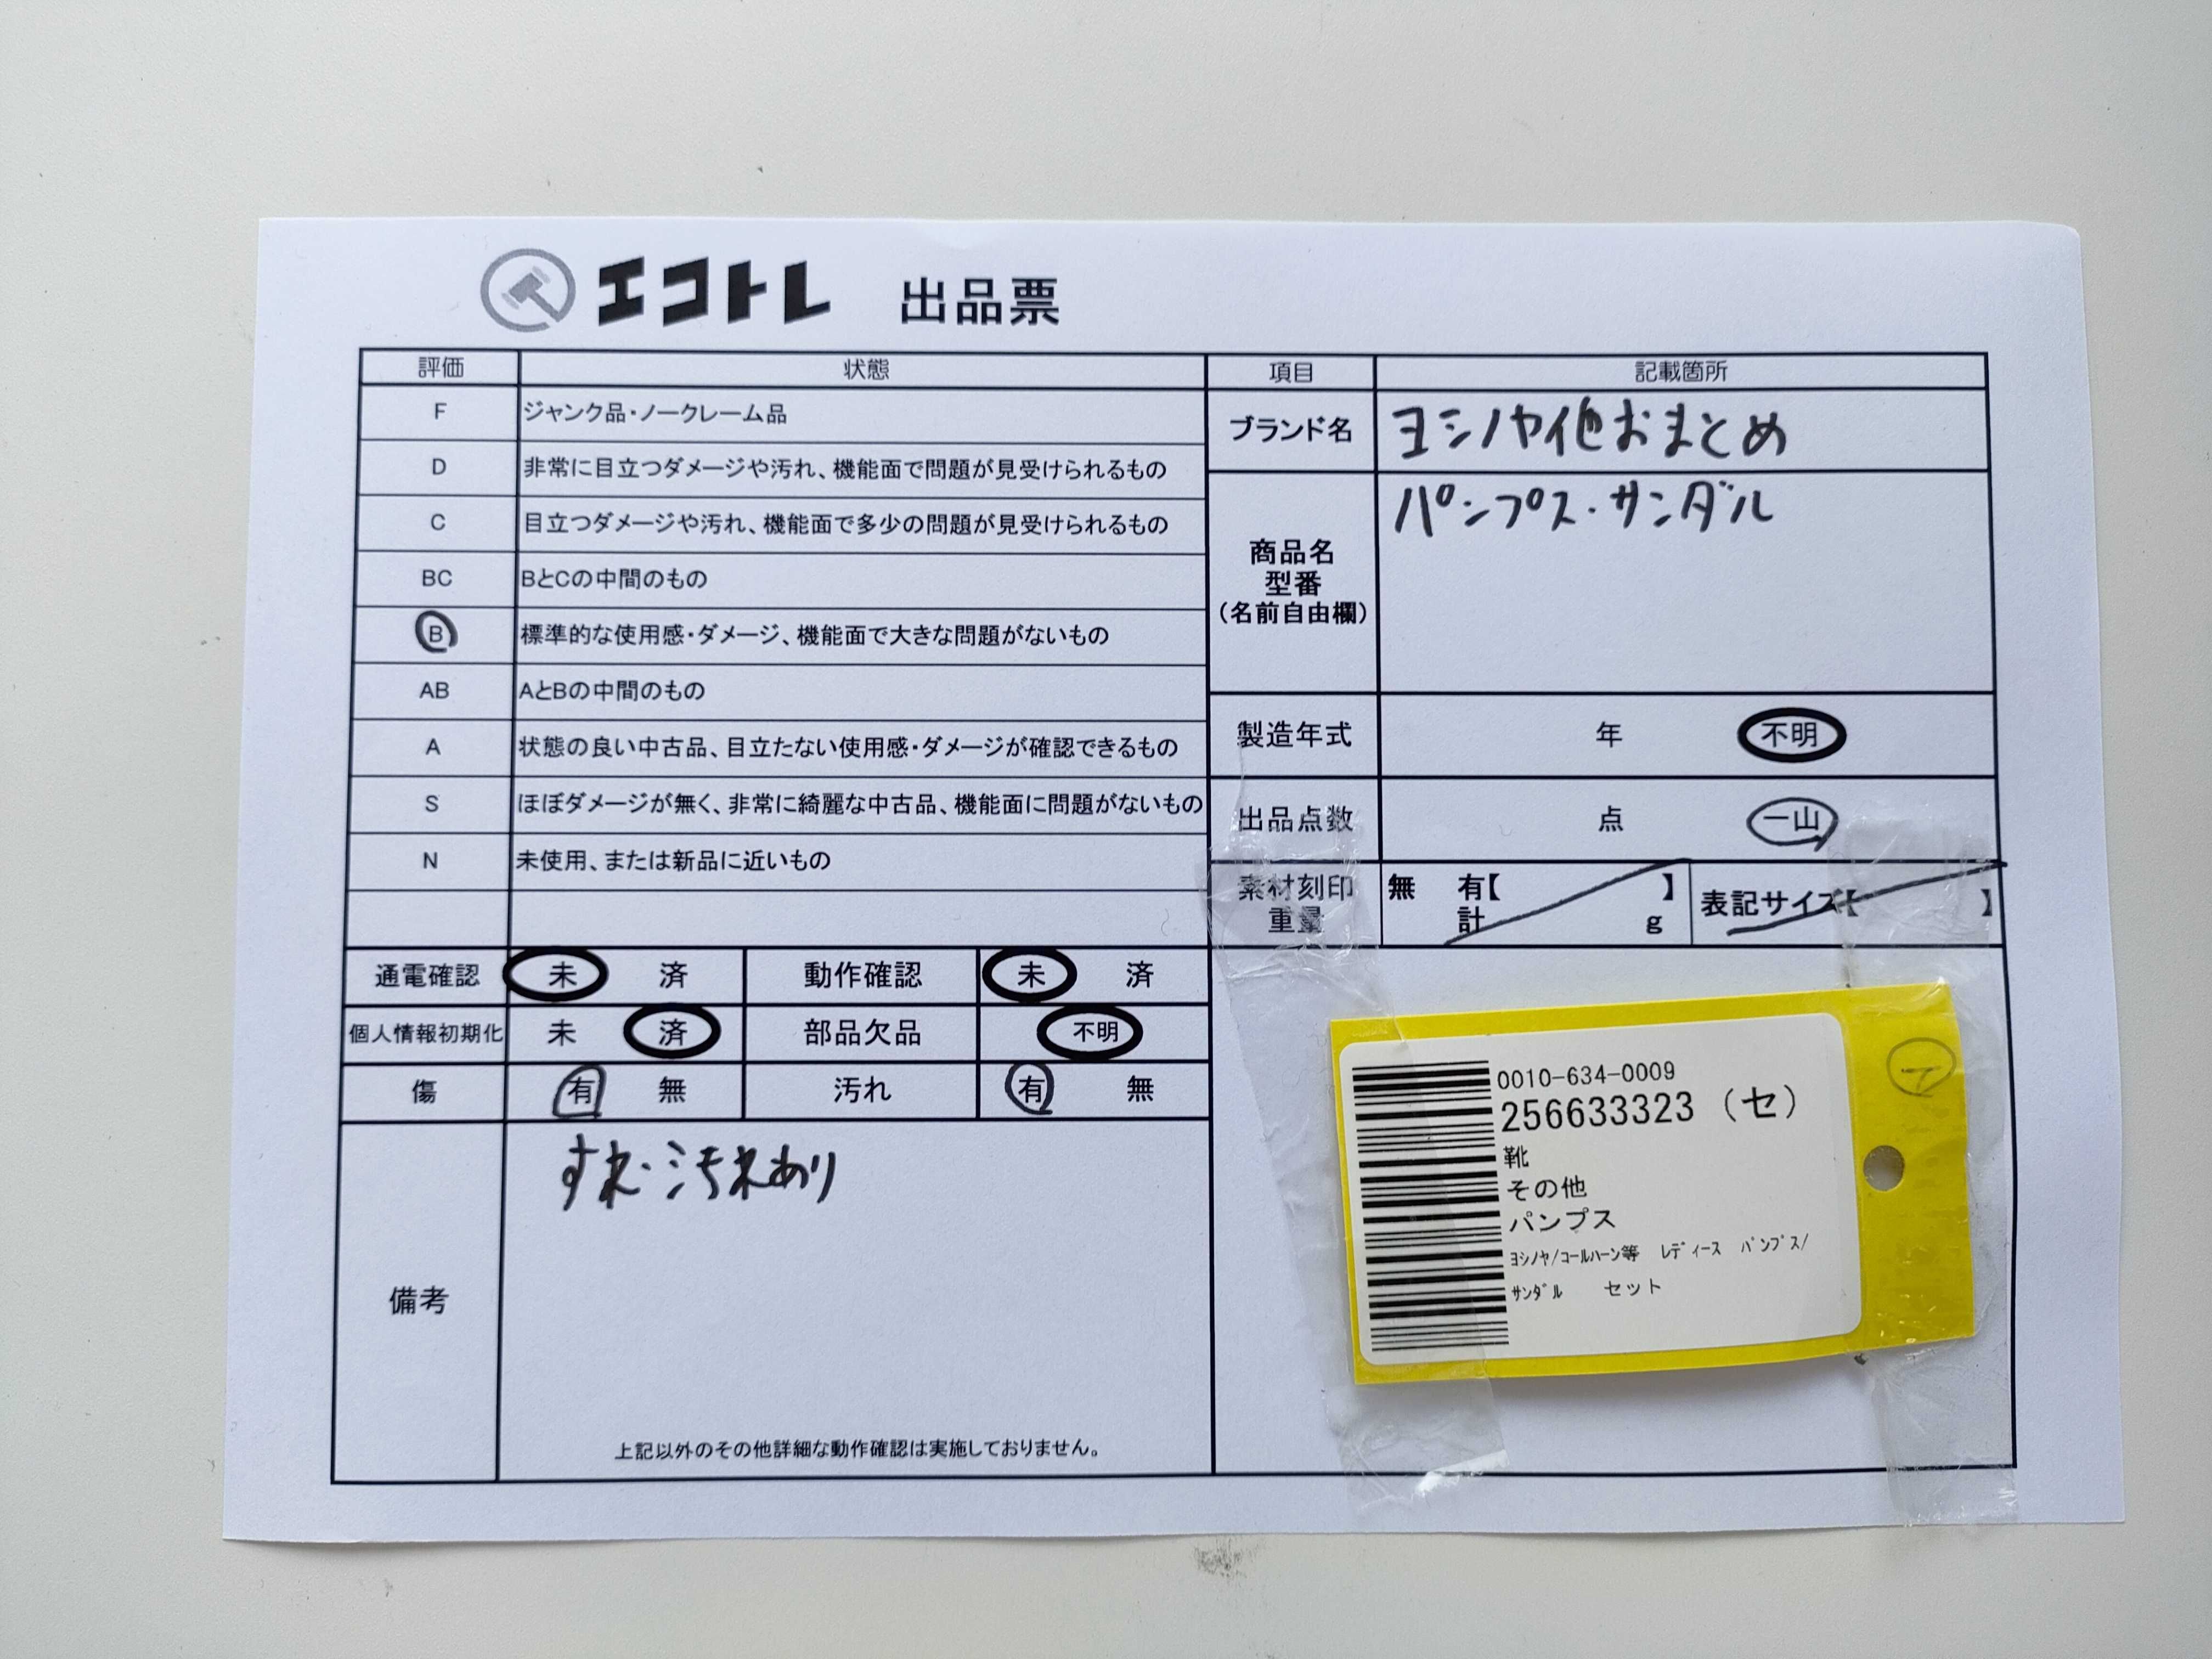 エコトレ 出品票
評価 状態
F ジャンク品・ノークレーム品
D 非常に目立つダメージや汚れ、機能面で問題が見受けられるもの
C 目立つダメージや汚れ、機能面で多少の問題が見受けられるもの
BC BとCの中間のもの
B 標準的な使用感・ダメージ、機能面で大きな問題がないもの
AB AとBの中間のもの
A 状態の良い中古品、目立たない使用感・ダメージが確認できるもの
S ほぼダメージが無く、非常に綺麗な中古品、機能面に問題がないもの
N 未使用、または新品に近いもの
項目 記載箇所
ブランド名 ヨシノヤ他おまとめ
商品名
型番
(名前自由欄)
パンプス・サンダル
製造年式 年 不明
出品点数 点 一山
素材刻印
重量
無 有【 】
計 g
表記サイズ【 】
通電確認 未 済 動作確認 未 済
個人情報初期化 未 済 部品欠品 不明
傷 有 無 汚れ 有 無
備考
すれ・汚れあり
上記以外のその他詳細な動作確認は実施しておりません。
0010-634-0009
256633323 (セ)
靴
その他
パンプス
ﾖｼﾉﾔ/ｺｰﾙﾊｰﾝ等 ﾚﾃﾞｨｰｽ ﾊﾟﾝﾌﾟｽ/
ｻﾝﾀﾞﾙ セット